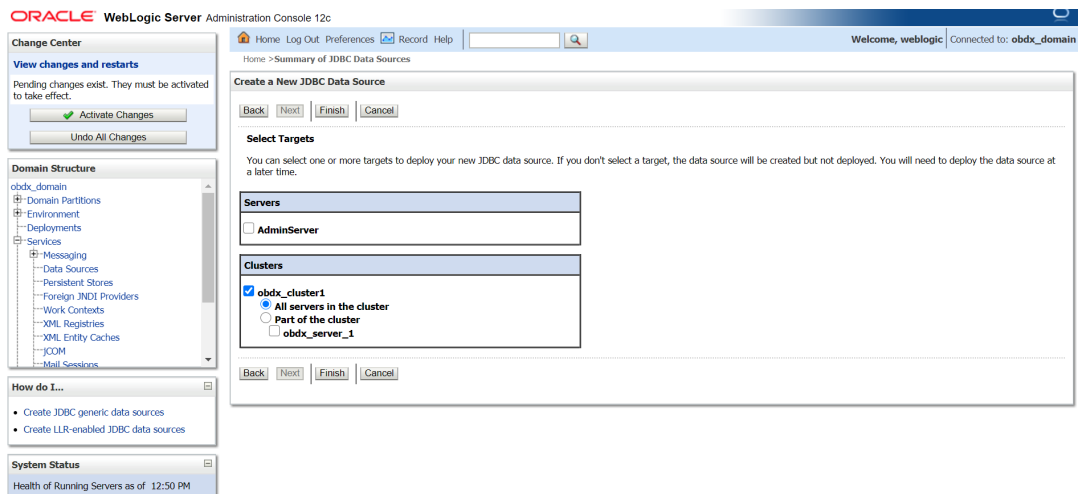 ORACLE WebLogic Server Administration Console 12c
Change Center
View changes and restarts
Pending changes exist. They must be activated
to take effect.
Activate Changes
Undo All Changes
Domain Structure
obdx_domain
Domain Partitions
Environment
Deployments
Services
Messaging
Data Sources
Persistent Stores
Foreign JNDI Providers
Work Contexts
XML Registries
XML Entity Caches
jCOM
Mail Sessions
How do I...
Create JDBC generic data sources
Create LLR-enabled JDBC data sources
System Status
Health of Running Servers as of 12:50 PM
Home Log Out Preferences Record Help
Welcome, weblogic Connected to: obdx_domain
Home >Summary of JDBC Data Sources
Create a New JDBC Data Source
Back Next Finish Cancel
Select Targets
You can select one or more targets to deploy your new JDBC data source. If you don't select a target, the data source will be created but not deployed. You will need to deploy the data source at
a later time.
Servers
AdminServer
Clusters
obdx_cluster1
All servers in the cluster
Part of the cluster
obdx_server_1
Back Next Finish Cancel